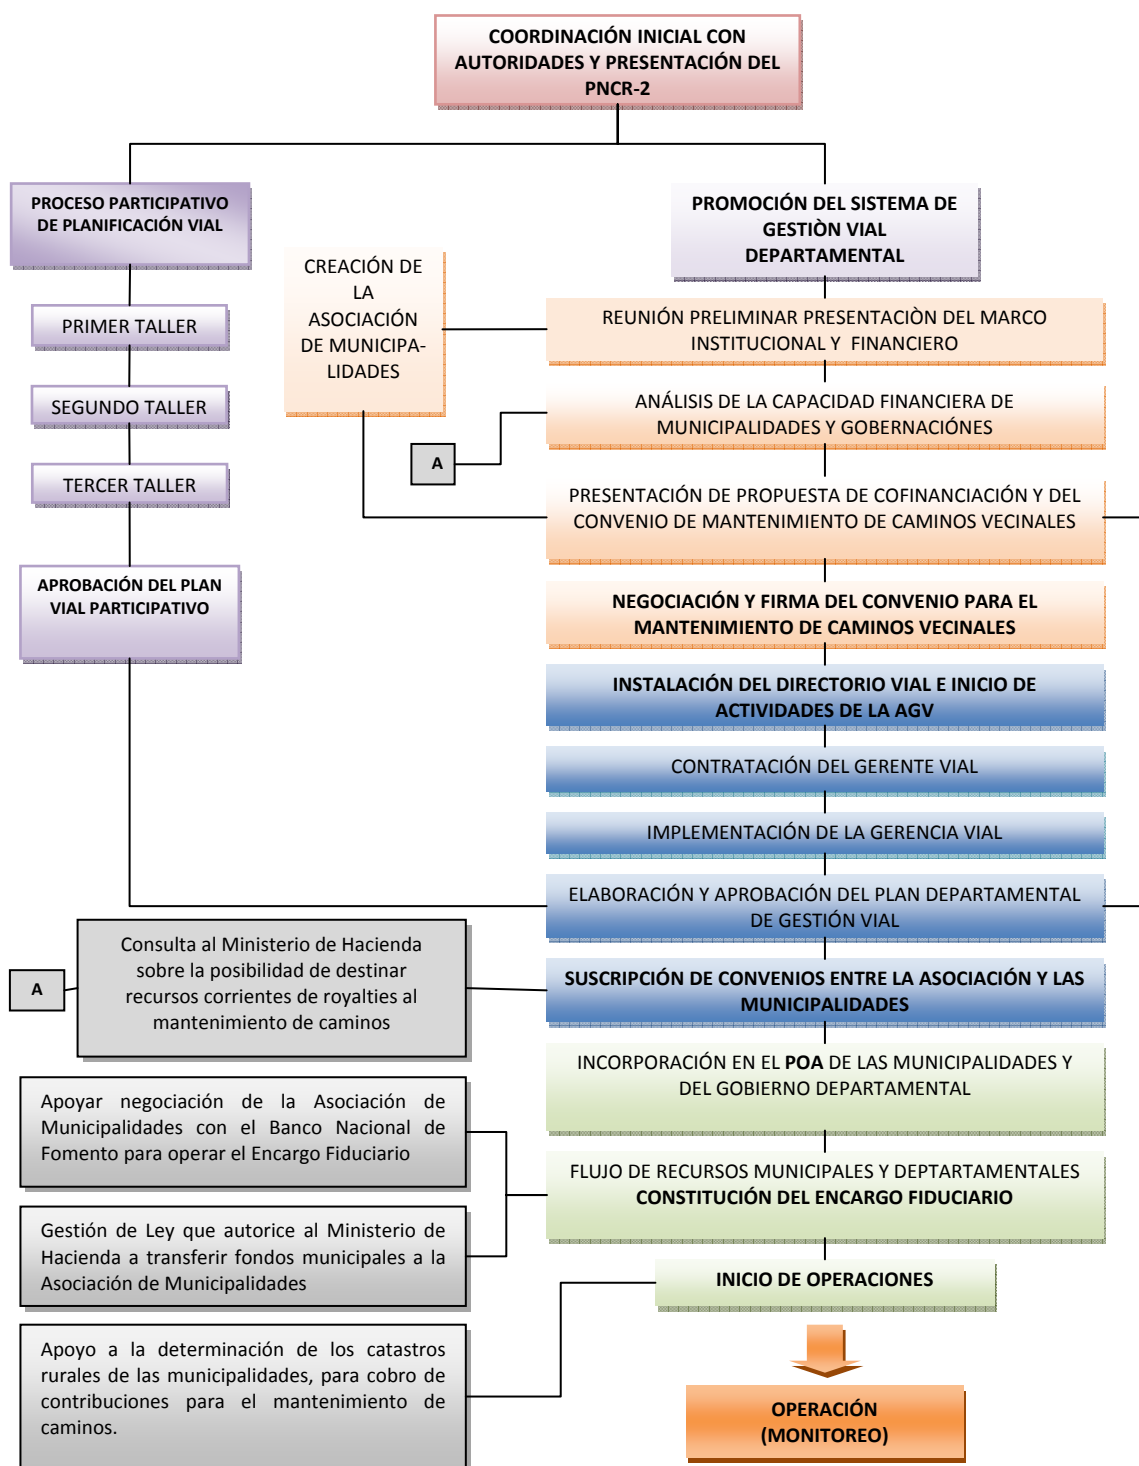 COORDINACIÓN INICIAL CON
AUTORIDADES Y PRESENTACIÓN DEL
PNCR-2
PROCESO PARTICIPATIVO
DE PLANIFICACIÓN VIAL
PROMOCIÓN DEL SISTEMA DE
GESTIÒN VIAL
DEPARTAMENTAL
CREACIÓN DE
LA
ASOCIACIÓN
DE MUNICIPA-
LIDADES
PRIMER TALLER
REUNIÓN PRELIMINAR PRESENTACIÒN DEL MARCO
INSTITUCIONAL Y FINANCIERO
SEGUNDO TALLER
ANÁLISIS DE LA CAPACIDAD FINANCIERA DE
MUNICIPALIDADES Y GOBERNACIÓNES
A
TERCER TALLER
PRESENTACIÓN DE PROPUESTA DE COFINANCIACIÓN Y DEL
CONVENIO DE MANTENIMIENTO DE CAMINOS VECINALES
APROBACIÓN DEL PLAN
VIAL PARTICIPATIVO
NEGOCIACIÓN Y FIRMA DEL CONVENIO PARA EL
MANTENIMIENTO DE CAMINOS VECINALES
INSTALACIÓN DEL DIRECTORIO VIAL E INICIO DE
ACTIVIDADES DE LA AGV
CONTRATACIÓN DEL GERENTE VIAL
IMPLEMENTACIÓN DE LA GERENCIA VIAL
ELABORACIÓN Y APROBACIÓN DEL PLAN DEPARTAMENTAL
DE GESTIÓN VIAL
A
Consulta al Ministerio de Hacienda
sobre la posibilidad de destinar
recursos corrientes de royalties al
mantenimiento de caminos
SUSCRIPCIÓN DE CONVENIOS ENTRE LA ASOCIACIÓN Y LAS
MUNICIPALIDADES
INCORPORACIÓN EN EL POA DE LAS MUNICIPALIDADES Y
DEL GOBIERNO DEPARTAMENTAL
Apoyar negociación de la Asociación de
Municipalidades con el Banco Nacional de
Fomento para operar el Encargo Fiduciario
FLUJO DE RECURSOS MUNICIPALES Y DEPTARTAMENTALES
CONSTITUCIÓN DEL ENCARGO FIDUCIARIO
Gestión de Ley que autorice al Ministerio de
Hacienda a transferir fondos municipales a la
Asociación de Municipalidades
INICIO DE OPERACIONES
Apoyo a la determinación de los catastros
rurales de las municipalidades, para cobro de
contribuciones para el mantenimiento de
caminos.
OPERACIÓN
(MONITOREO)